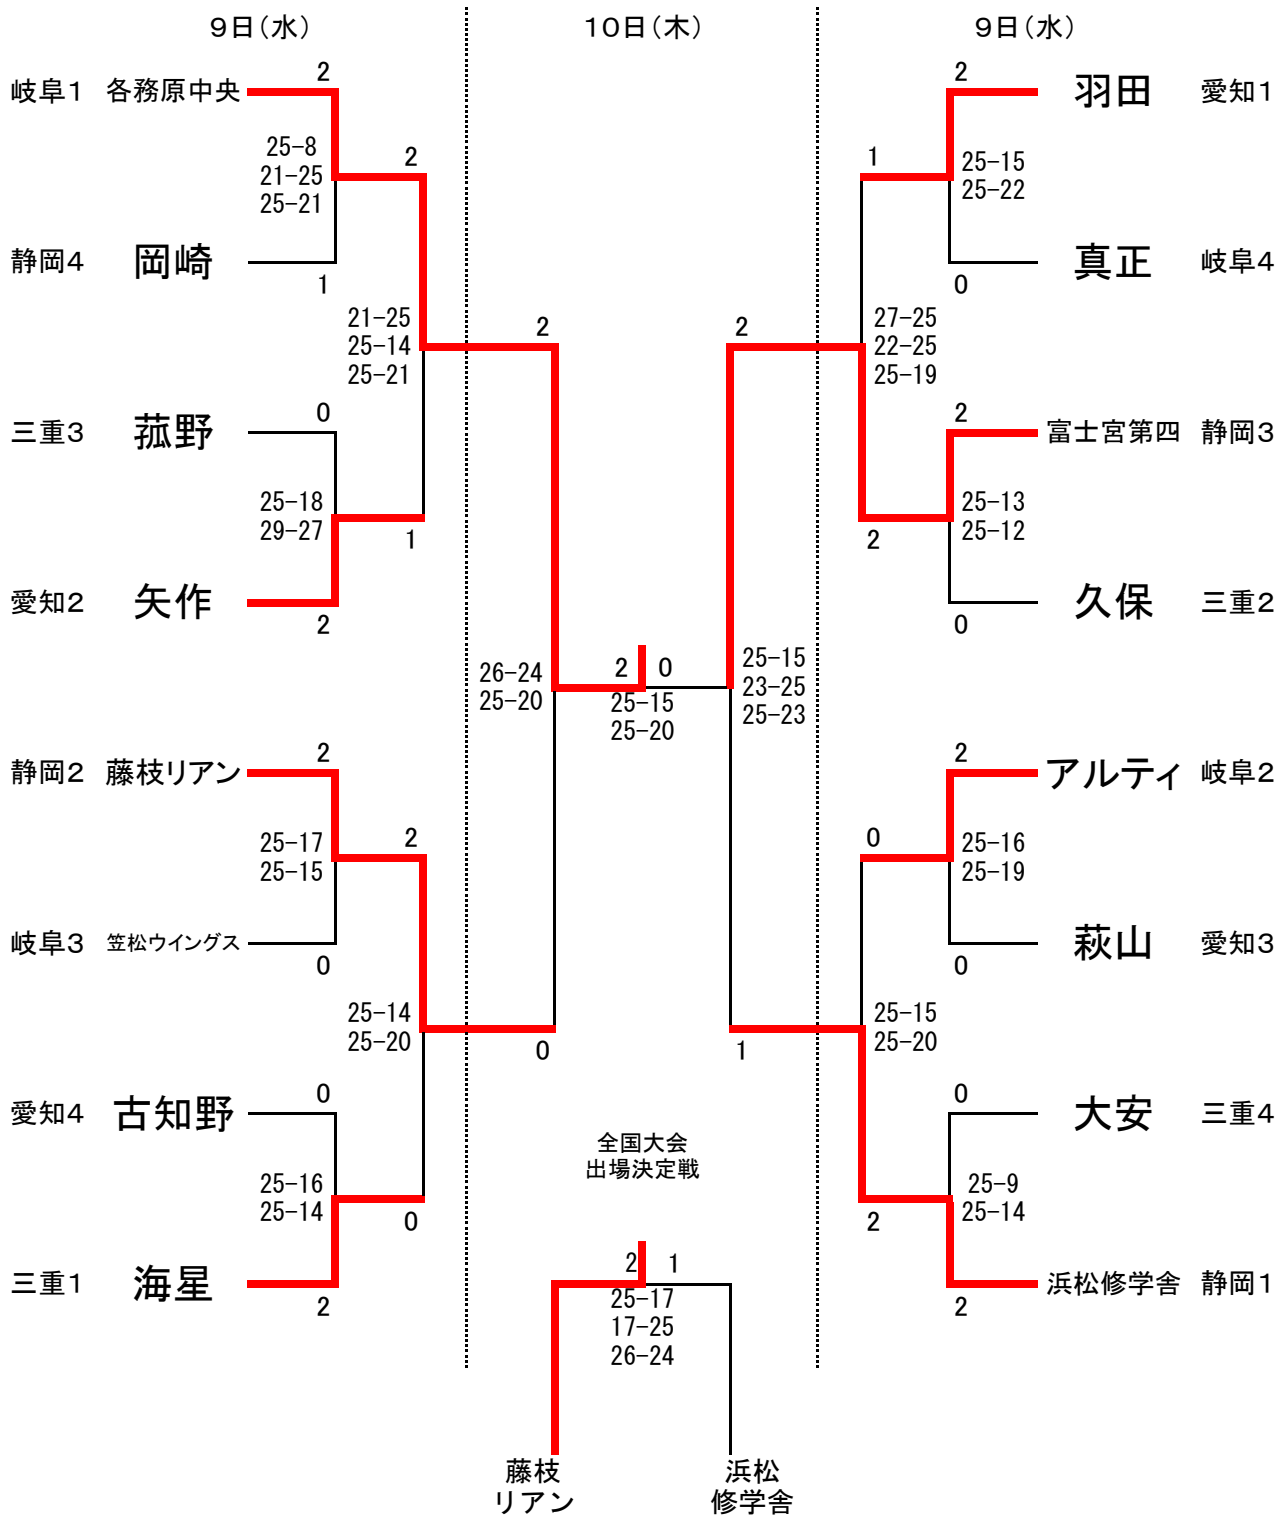 9日(水)
10日(木)
9日(水)
岐阜1 各務原中央
2
25-8
21-25
25-21
静岡4 岡崎
1
2
21-25
25-14
25-21
三重3 菰野
0
25-18
29-27
愛知2 矢作
2
1
静岡2 藤枝リアン
2
25-17
25-15
岐阜3 笠松ウイングス
0
2
25-14
25-20
愛知4 古知野
0
25-16
25-14
三重1 海星
2
0
2
26-24
25-20
0
2 0
25-15
25-20
2
25-15
23-25
25-23
1
羽田 愛知1
2
25-15
25-22
真正 岐阜4
0
1
27-25
22-25
25-19
富士宮第四 静岡3
2
25-13
25-12
久保 三重2
0
2
アルティ 岐阜2
2
25-16
25-19
萩山 愛知3
0
0
25-15
25-20
大安 三重4
0
25-9
25-14
浜松修学舎 静岡1
2
2
全国大会
出場決定戦
2 1
25-17
17-25
26-24
藤枝
リアン
浜松
修学舎